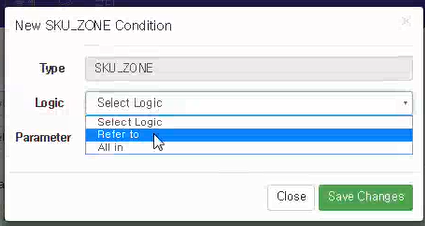 New SKU_ZONE Condition
×
Type
SKU_ZONE
Logic
Select Logic
Select Logic
Refer to
Parameter
All in
Close
Save Changes